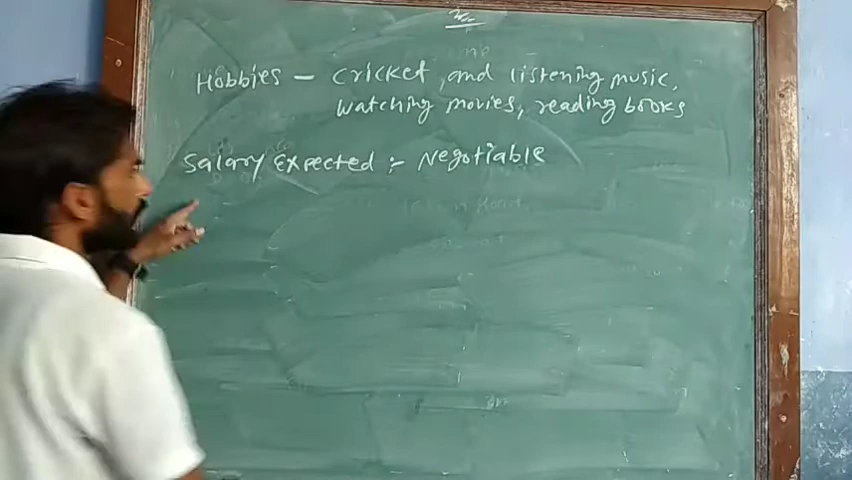 Hobbies - cricket, and listening music,
watching movies, reading books
Salary Expected :- Negotiable